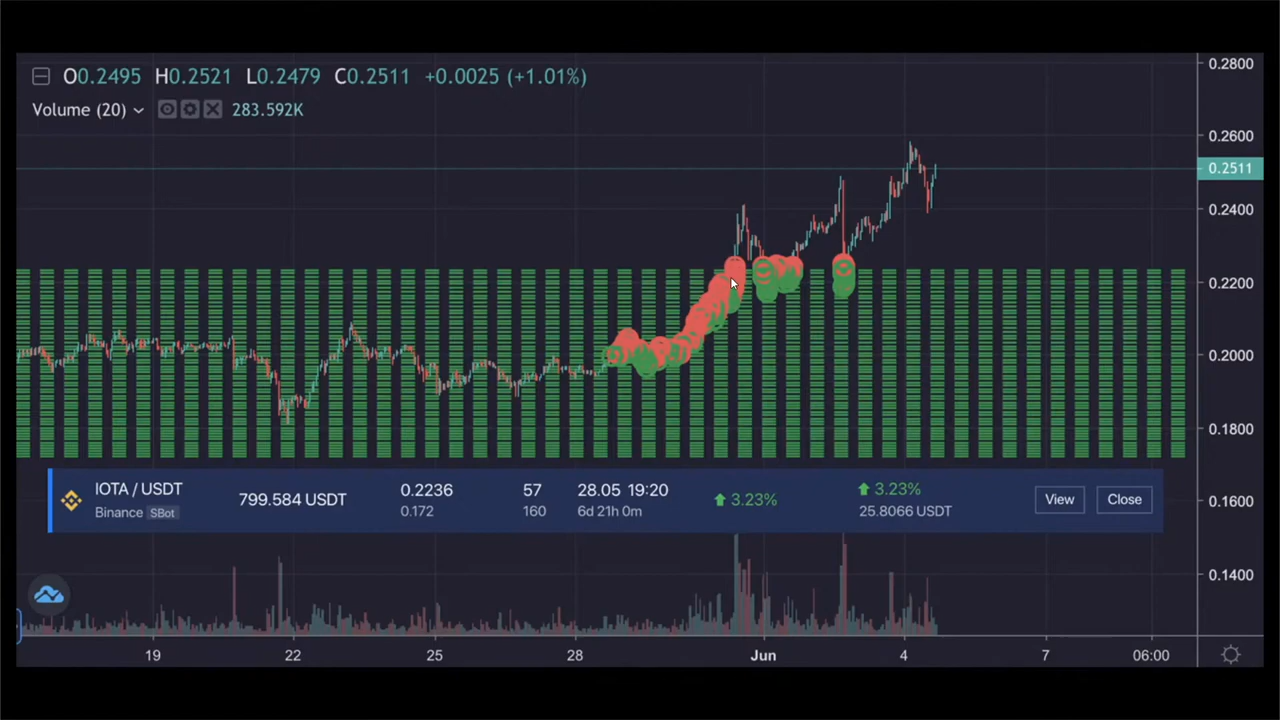 O0.2495 H0.2521 L0.2479 C0.2511 +0.0025 (+1.01%)
Volume (20) 283.592K
0.2800
0.2600
0.2511
0.2400
0.2200
0.2000
0.1800
0.1600
0.1400
IOTA / USDT 799.584 USDT 0.2236 57 28.05 19:20 3.23% 3.23% View Close
Binance SBot 0.172 160 6d 21h 0m 25.8066 USDT
19 22 25 28 Jun 4 7 06:00